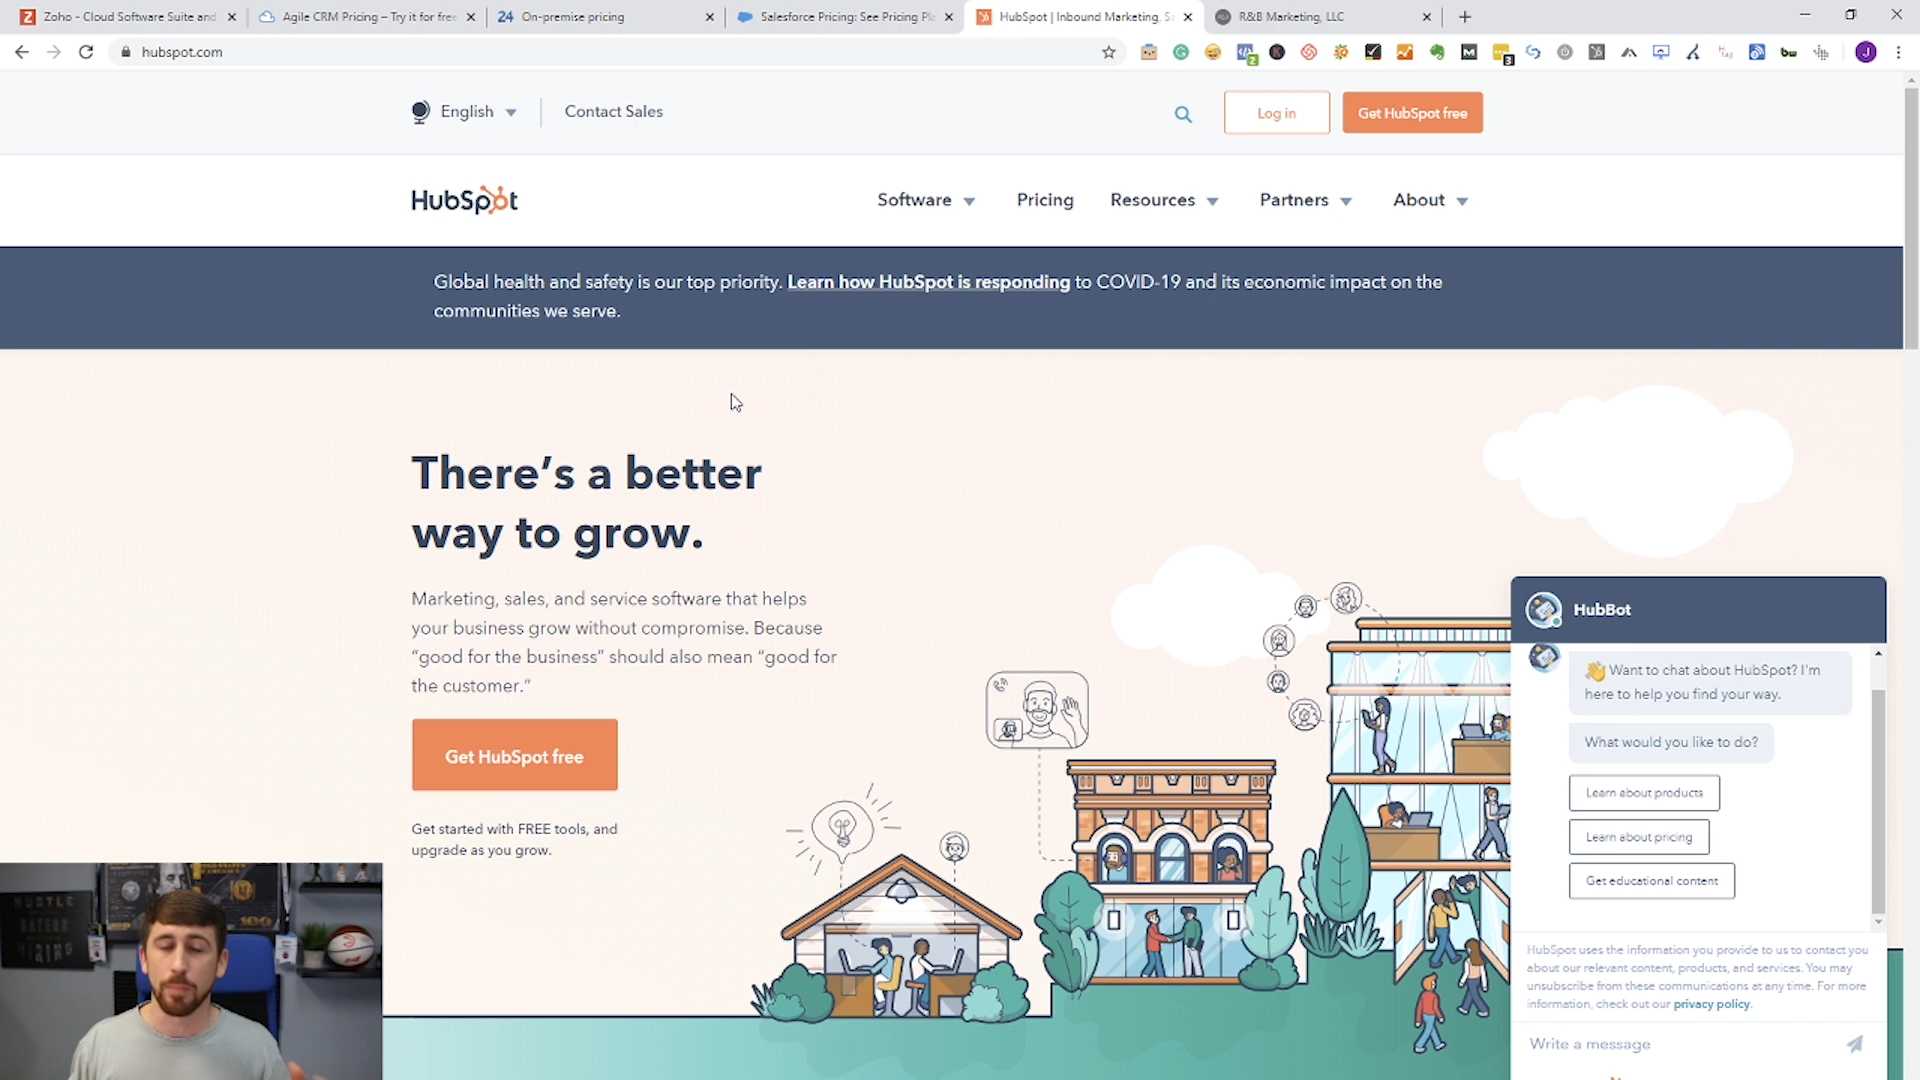 Zoho - Cloud Software Suite and
Agile CRM Pricing – Try it for free
24 On-premise pricing
Salesforce Pricing: See Pricing Pl
HubSpot | Inbound Marketing, S
R&B Marketing, LLC
hubspot.com
2
3
J
English
Contact Sales
Log in
Get HubSpot free
HubSpot
Software
Pricing
Resources
Partners
About
Global health and safety is our top priority. Learn how HubSpot is responding to COVID-19 and its economic impact on the
communities we serve.
There’s a better
way to grow.
Marketing, sales, and service software that helps
your business grow without compromise. Because
“good for the business” should also mean “good for
the customer.”
Get HubSpot free
Get started with FREE tools, and
upgrade as you grow.
HubBot
Want to chat about HubSpot? I'm
here to help you find your way.
What would you like to do?
Learn about products
Learn about pricing
Get educational content
HubSpot uses the information you provide to us to contact you
about our relevant content, products, and services. You may
unsubscribe from these communications at any time. For more
information, check out our privacy policy.
Write a message
HUSTLE
HATERS
HIRING
100